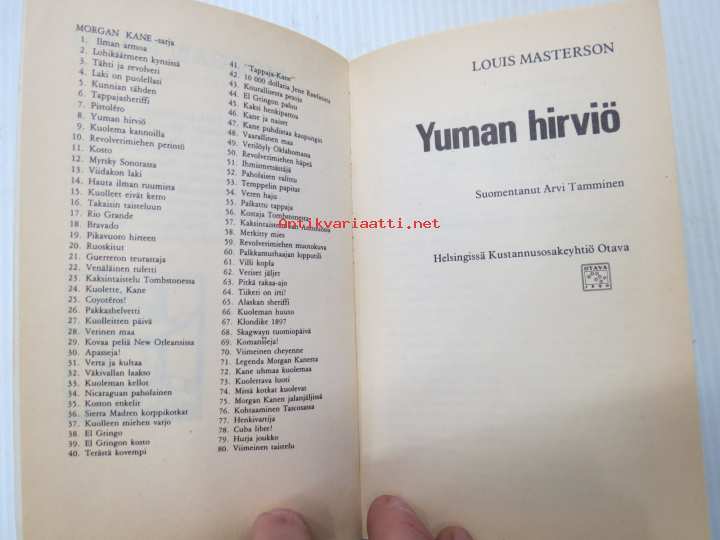 MORGAN KANE -sarja
1. Ilman armoa
2. Lohikäärmeen kynsissä
3. Tähti ja revolveri
4. Laki on puolellasi
5. Kunnian tähden
6. Tappajasheriffi
7. Pistoléro
8. Yuman hirviö
9. Kuolema kannoilla
10. Revolverimiehen perintö
11. Kosto
12. Myrsky Sonorassa
13. Viidakon laki
14. Hauta ilman ruumista
15. Kuolleet eivät kerro
16. Takaisin taisteluun
17. Rio Grande
18. Bravado
19. Pikavuoro hirteen
20. Ruoskitut
21. Guerreron teurastaja
22. Venäläinen ruletti
23. Kaksintaistelu Tombstonessa
24. Kuolette, Kane
25. Coyotêros!
26. Pakkashelvetti
27. Kuolleitten päivä
28. Verinen maa
29. Kovaa peliä New Orleansissa
30. Apasseja!
31. Verta ja kultaa
32. Väkivallan laakso
33. Kuoleman kellot
34. Nicaraguan paholainen
35. Koston enkelit
36. Sierra Madren korppikotkat
37. Kuolleen miehen varjo
38. El Gringo
39. El Gringon kosto
40. Terästä kovempi
41. "Tappaja-Kane"
42. 10 000 dollaria Jesse Rawlinsista
43. Kourallisesta pesoja
44. El Gringon paluu
45. Kaksi henkipattoa
46. Kane ja naiset
47. Kane puhdistaa kaupungin
48. Vaarallinen maa
49. Verilöyly Oklahomassa
50. Revolverimiehen häpeä
51. Ihmismetsästäjä
52. Paholaisen valinta
53. Temppelin papitar
54. Veren haju
55. Palkattu tappaja
56. Kostaja Tombstonesta
57. Kaksintaistelu
58. Merkitty mies
59. Revolverimiehen muotokuva
60. Palkkamurhaajan lopputili
61. Villi kopla
62. Veriset jäljet
63. Pitkä takaa-ajo
64. Tiikeri on irti!
65. Alaskan sheriffi
66. Kuoleman huuto
67. Klondike 1897
68. Skagwayn tuomiopäivä
69. Komansseja!
70. Viimeinen cheyenne
71. Legenda Morgan Kanesta
72. Kane uhmaa kuolemaa
73. Kuolettava luoti
74. Missä kotkat kuolevat
75. Morgan Kanen jalanjäljissä
76. Kohtaaminen Tascosassa
77. Henkivartija
78. Cuba libre!
79. Hurja joukko
80. Viimeinen taistelu
LOUIS MASTERSON
Yuman hirviö
Suomentanut Arvi Tamminen
Helsingissä Kustannusosakeyhtiö Otava
OTAVA
1890
Antikvariaatti.net